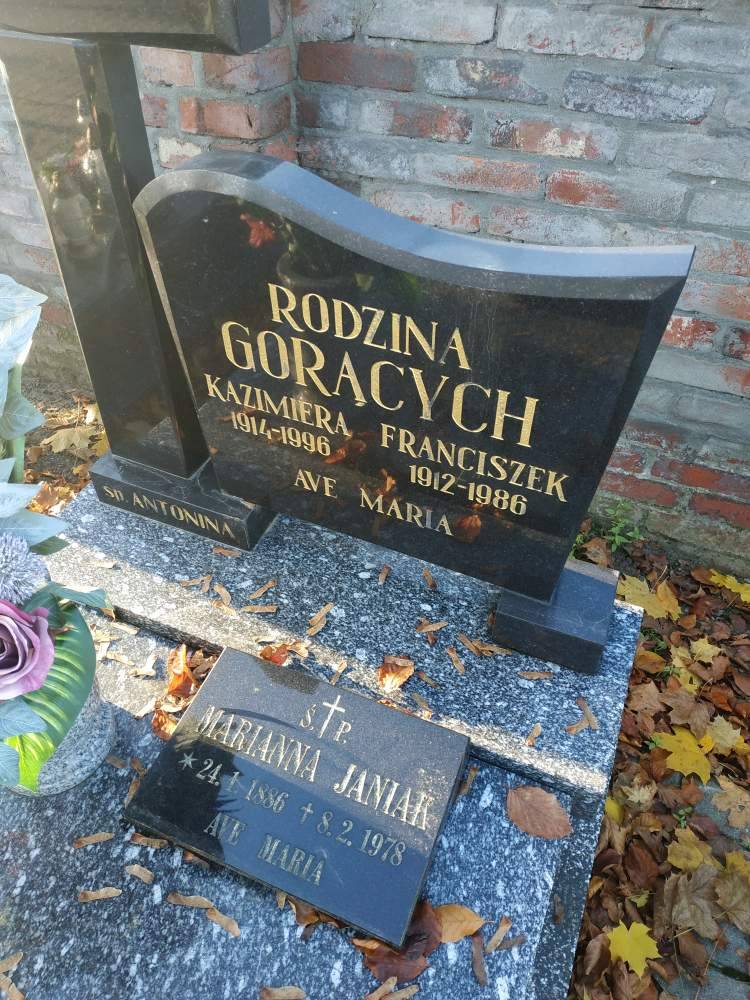 RODZINA
GORĄCYCH
KAZIMIERA FRANCISZEK
1914-1996 1912-1986
AVE MARIA
ANTONINA
Ś. P.
MARIANNA JANIAK
* 24. 1. 1886 + 8. 2. 1978
AVE MARIA